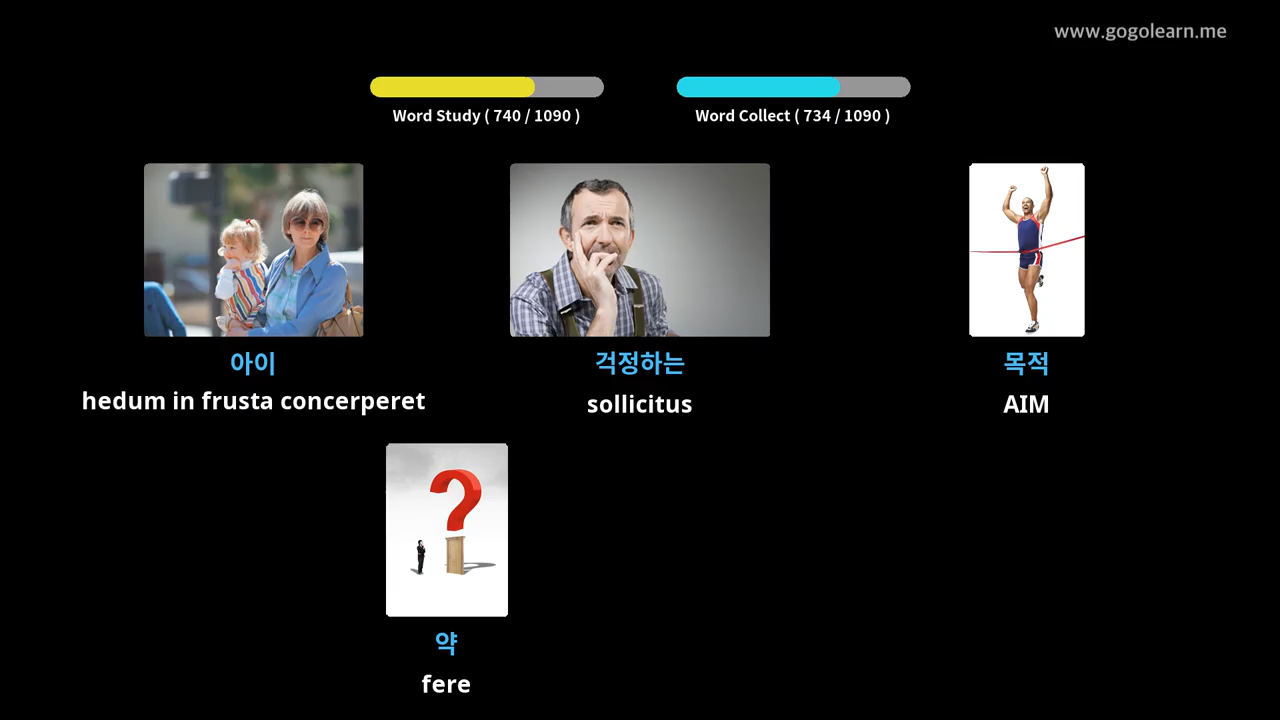 www.gogolearn.me
Word Study ( 740 / 1090 )
Word Collect ( 734 / 1090 )
아이
hedum in frusta concerperet
걱정하는
sollicitus
목적
AIM
?
약
fere